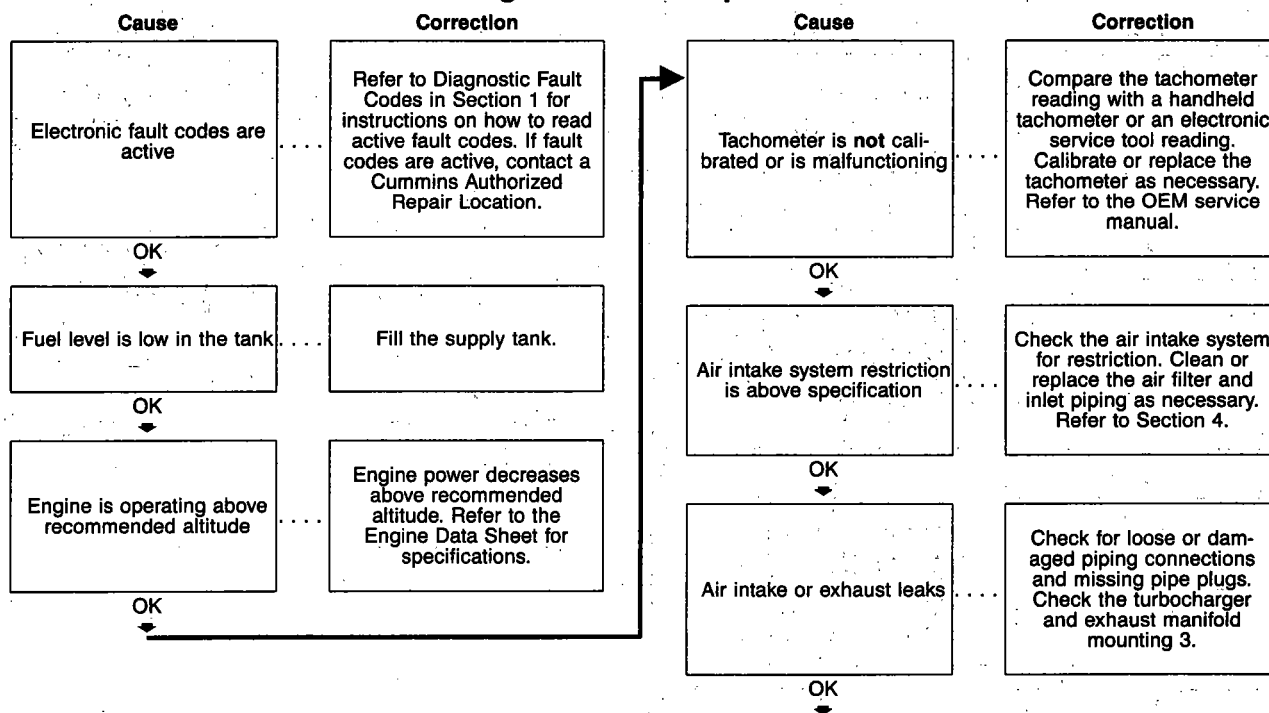 Cause
Correction
Electronic fault codes are
active
. . . .
Refer to Diagnostic Fault
Codes in Section 1 for
instructions on how to read
active fault codes. If fault
codes are active, contact a
Cummins Authorized
Repair Location.
OK
Fuel level is low in the tank
. . . .
Fill the supply tank.
OK
Engine is operating above
recommended altitude
. . . .
Engine power decreases
above recommended
altitude. Refer to the
Engine Data Sheet for
specifications.
OK
Cause
Correction
Tachometer is not cali-
brated or is malfunctioning
. . . .
Compare the tachometer
reading with a handheld
tachometer or an electronic
service tool reading.
Calibrate or replace the
tachometer as necessary.
Refer to the OEM service
manual.
OK
Air intake system restriction
is above specification
. . . .
Check the air intake system
for restriction. Clean or
replace the air filter and
inlet piping as necessary.
Refer to Section 4.
OK
Air intake or exhaust leaks
. . . .
Check for loose or dam-
aged piping connections
and missing pipe plugs.
Check the turbocharger
and exhaust manifold
mounting 3.
OK